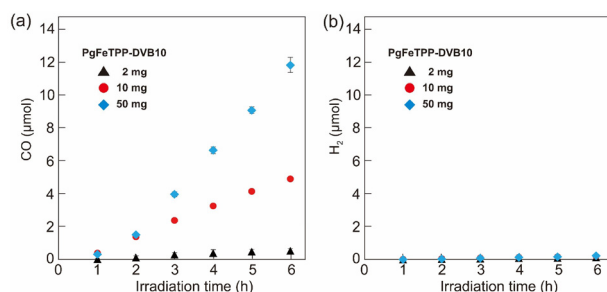 (a)
14
12
10
8
6
4
2
0
CO (μmol)
PgFeTPP-DVB10
2 mg
10 mg
50 mg
0 1 2 3 4 5 6
Irradiation time (h)
(b)
14
12
10
8
6
4
2
0
H₂ (μmol)
PgFeTPP-DVB10
2 mg
10 mg
50 mg
0 1 2 3 4 5 6
Irradiation time (h)